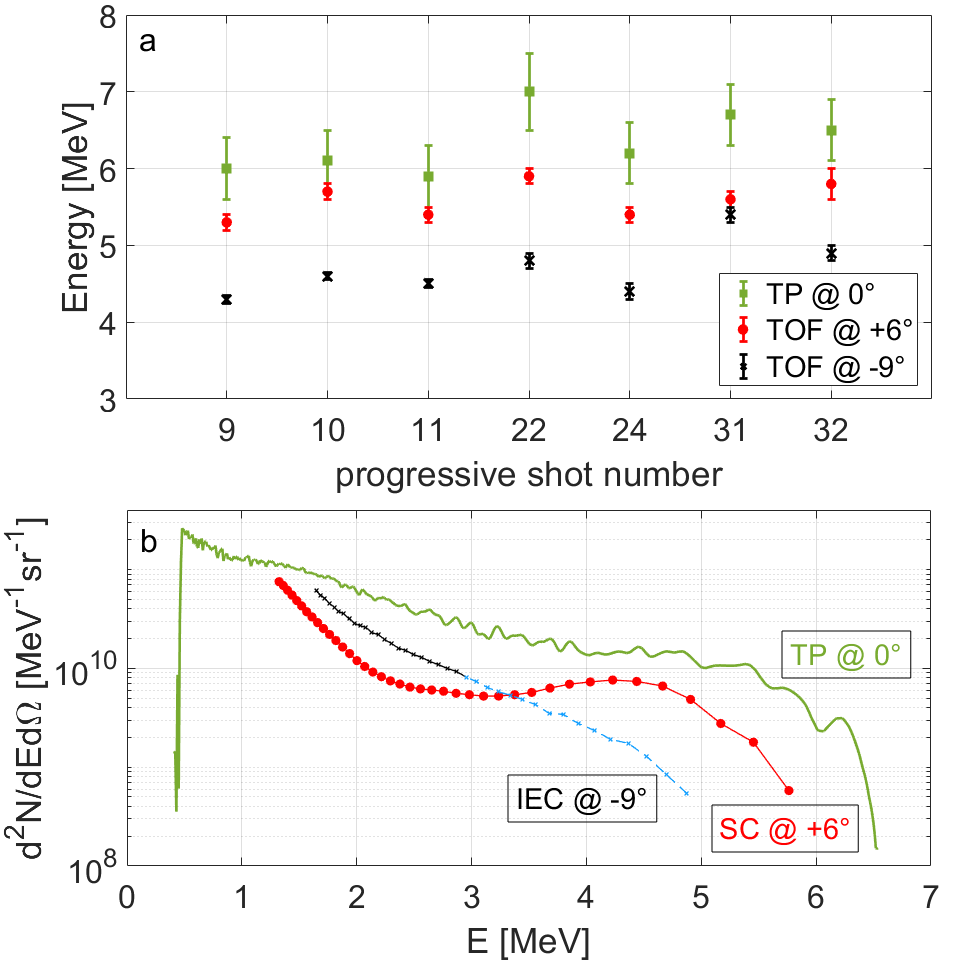 a
8
7
6
5
4
3
Energy [MeV]
TP @ 0°
TOF @ +6°
TOF @ -9°
9 10 11 22 24 31 32
progressive shot number
b
d²N/dEdΩ [MeV⁻¹ sr⁻¹]
10¹⁰
10⁸
TP @ 0°
IEC @ -9°
SC @ +6°
0 1 2 3 4 5 6 7
E [MeV]